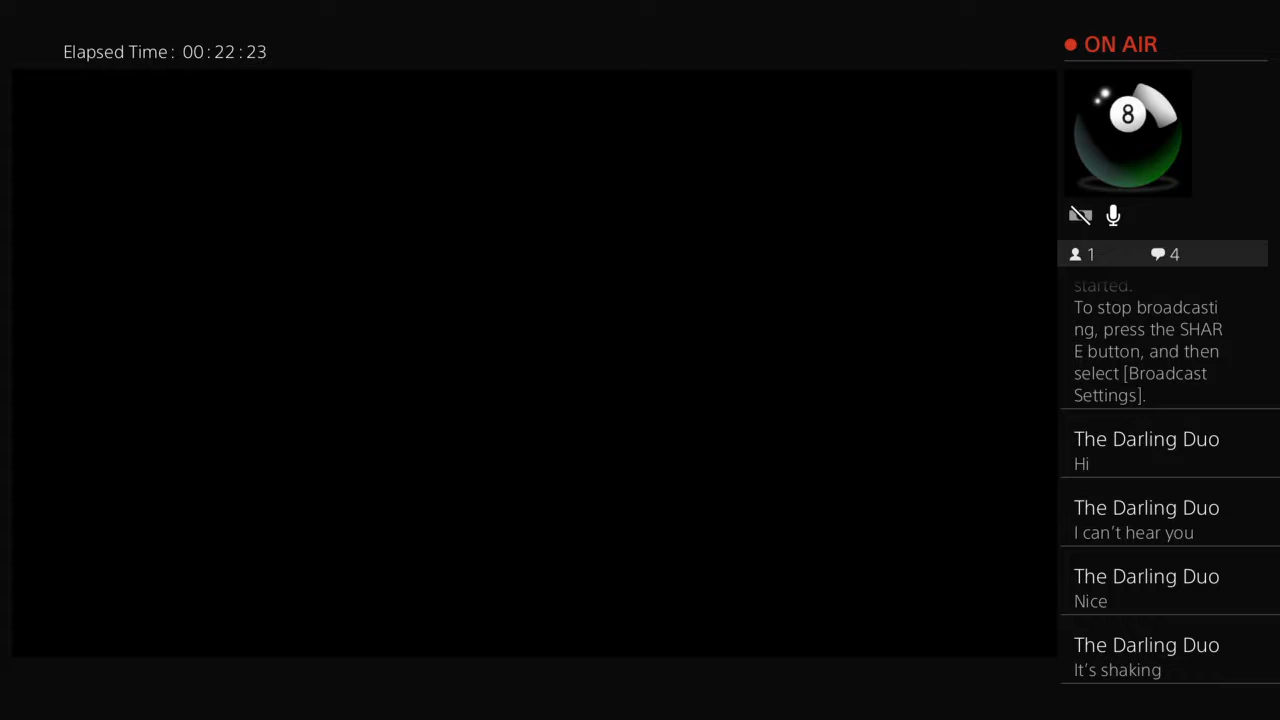 Elapsed Time: 00:22:23
ON AIR
8
1 4
started.
To stop broadcasti
ng, press the SHAR
E button, and then
select [Broadcast
Settings].
The Darling Duo
Hi
The Darling Duo
I can't hear you
The Darling Duo
Nice
The Darling Duo
It's shaking